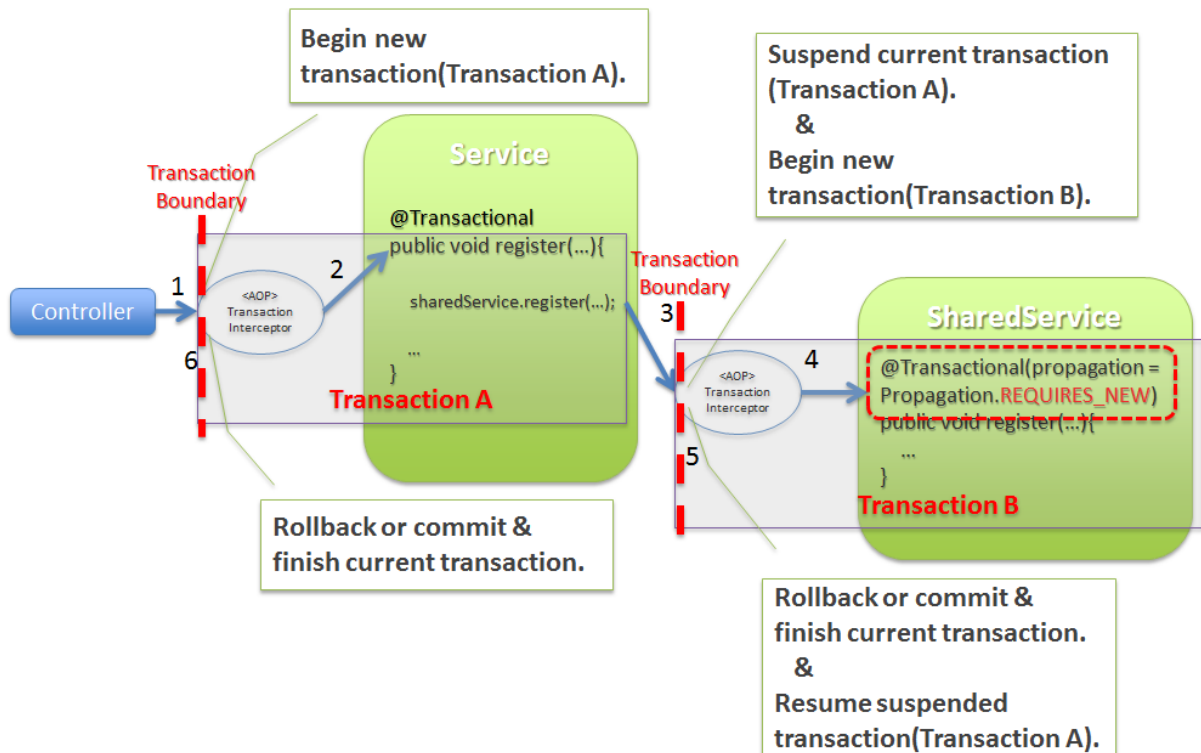 Begin new
transaction(Transaction A).
Suspend current transaction
(Transaction A).
&
Begin new
transaction(Transaction B).
Service
Transaction
Boundary
@Transactional
public void register(...){
sharedService.register(...);
...
}
Transaction A
1
2
Controller
<AOP>
Transaction
Interceptor
6
Transaction
Boundary
3
SharedService
4
<AOP>
Transaction
Interceptor
@Transactional(propagation =
Propagation.REQUIRES_NEW)
public void register(...){
...
}
5
Transaction B
Rollback or commit &
finish current transaction.
Rollback or commit &
finish current transaction.
&
Resume suspended
transaction(Transaction A).